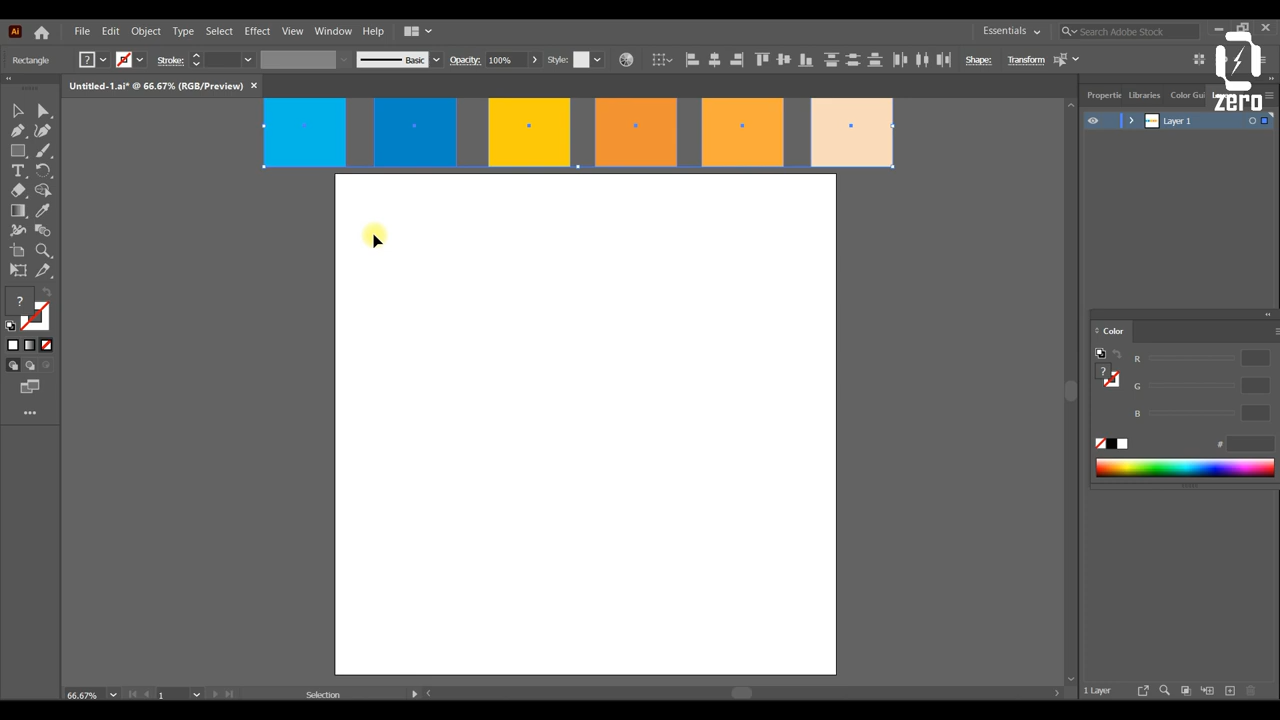 Ai File Edit Object Type Select Effect View Window Help Essentials Search Adobe Stock
Rectangle ? Stroke: Basic Opacity: 100% Style: Shape: Transform
Untitled-1.ai* @ 66.67% (RGB/Preview) × Propertie Libraries Color Gui
zero
Layer 1
T
?
Color
R
?
G
B
#
66.67% 1 Selection 1 Layer